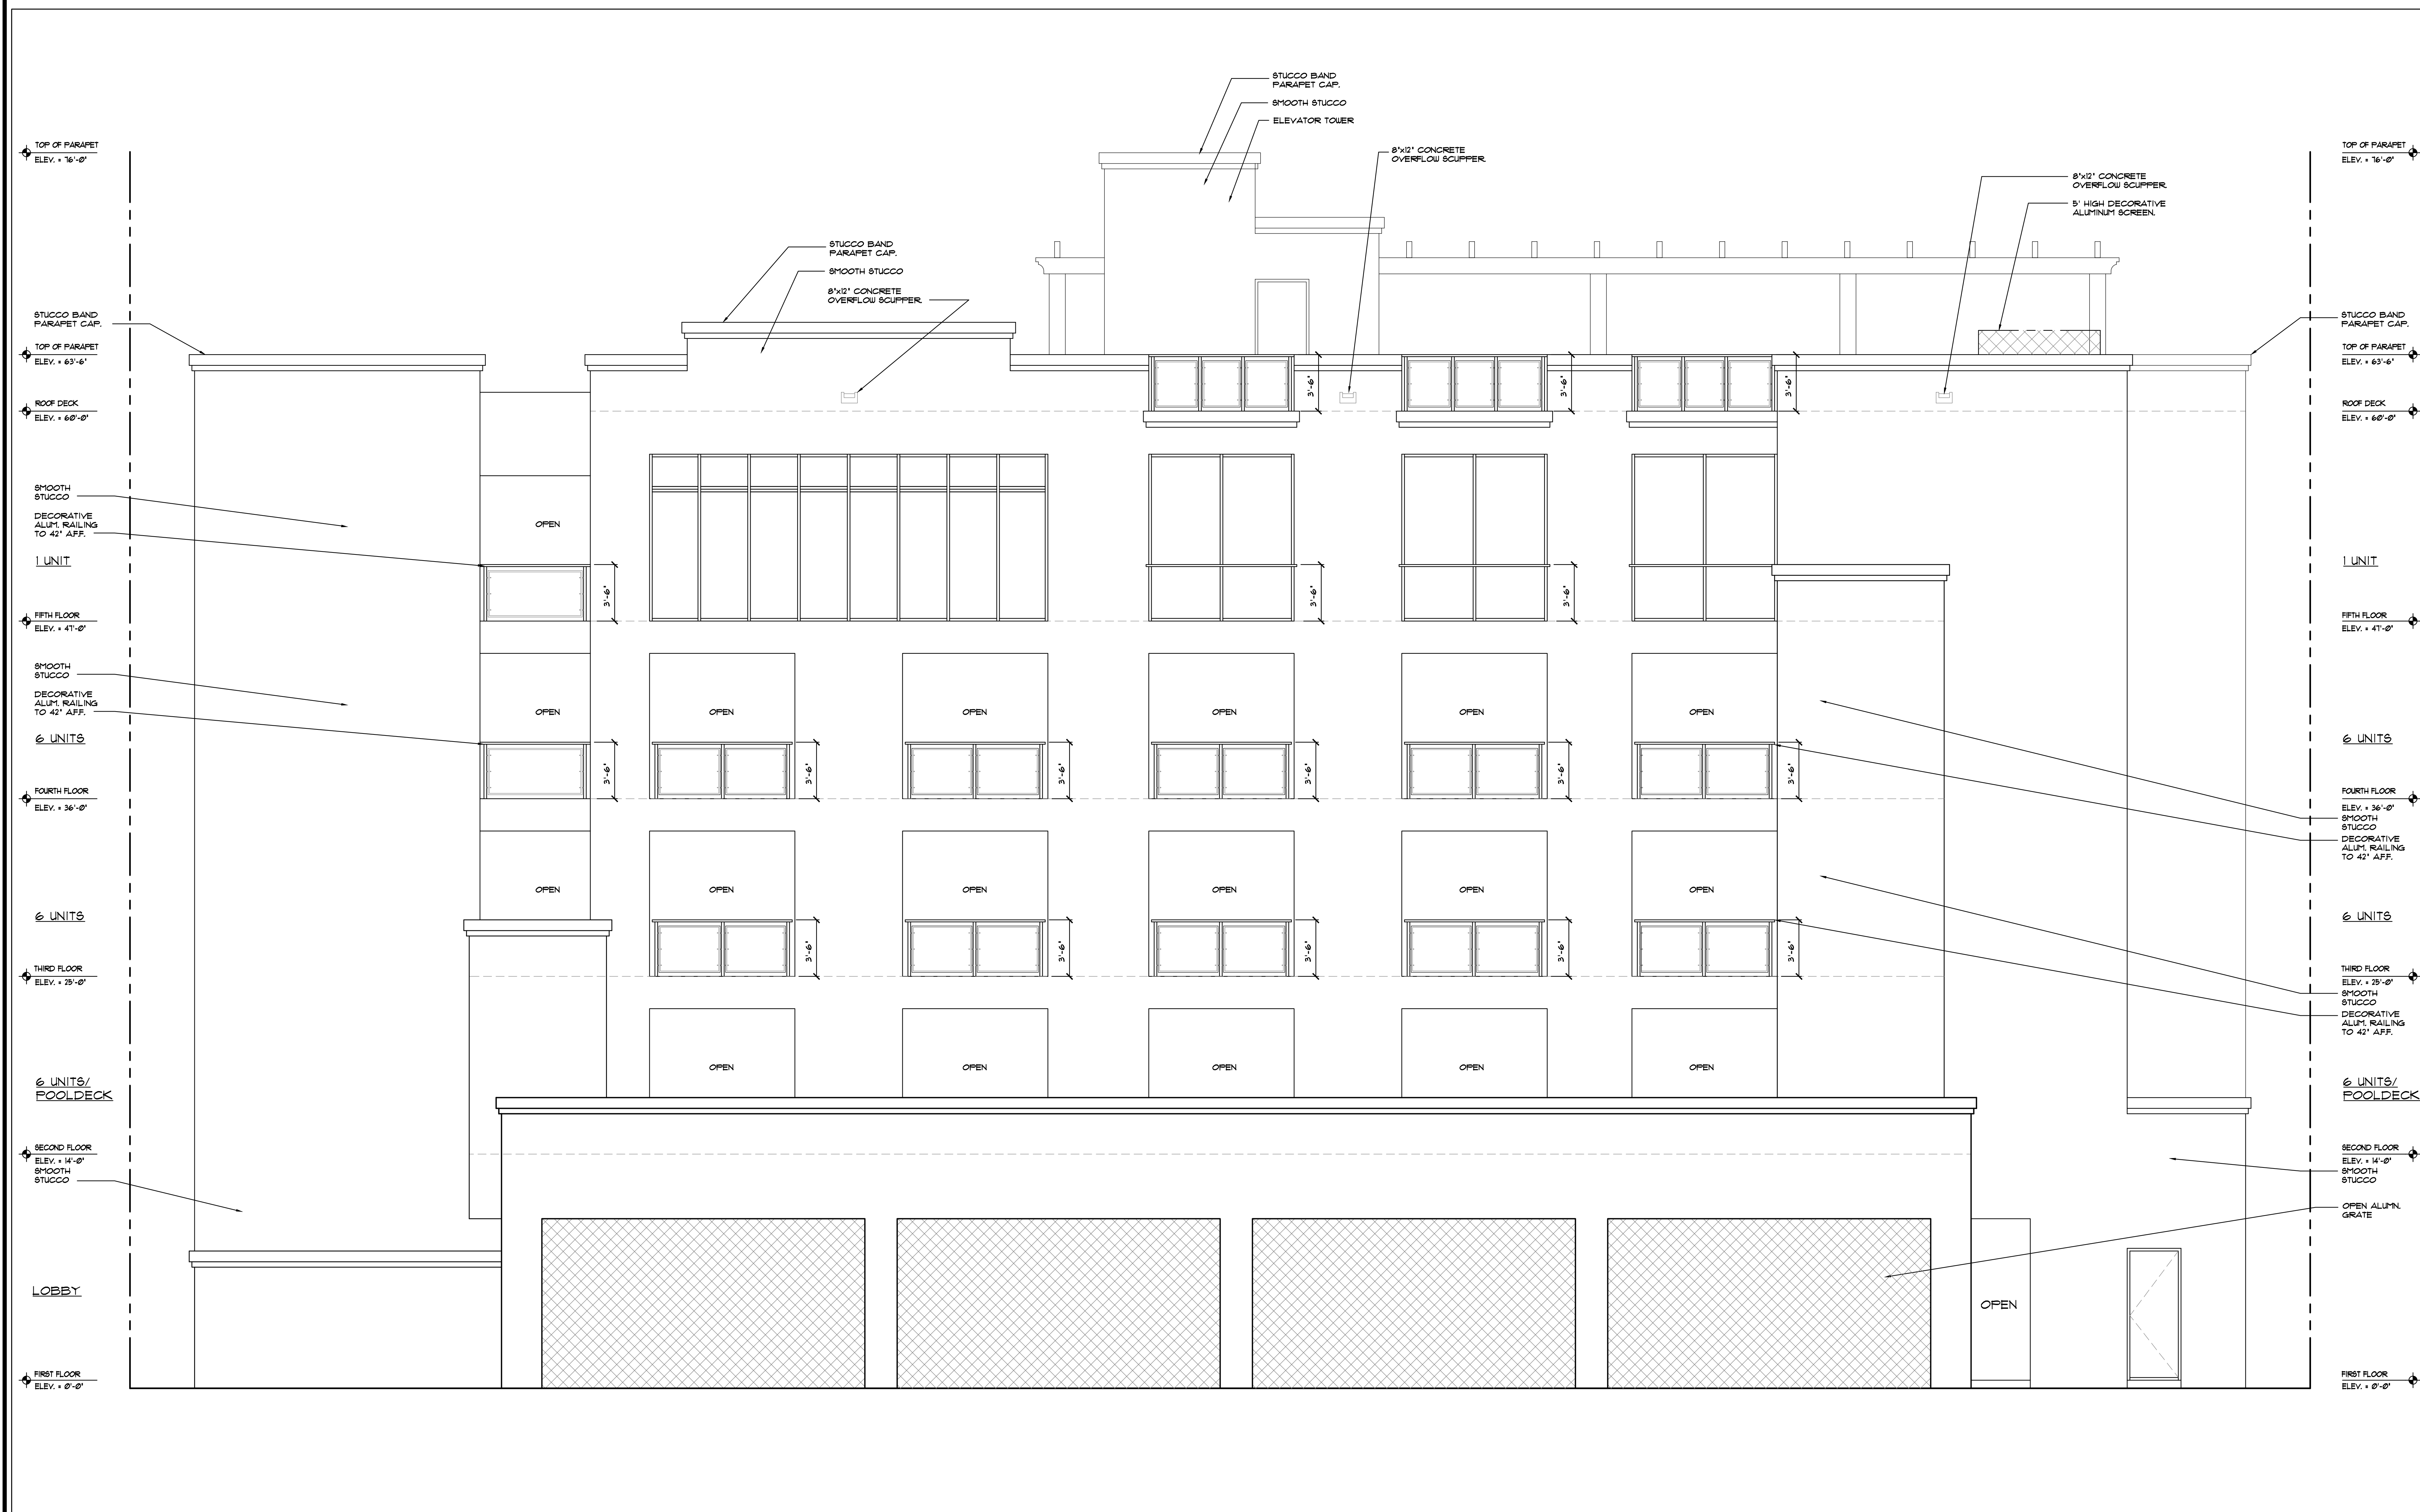 STUCCO BAND
PARAPET CAP.
SMOOTH STUCCO
ELEVATOR TOWER
TOP OF PARAPET
ELEV. = 76'-0"
8"x12" CONCRETE
OVERFLOW SCUPPER.
TOP OF PARAPET
ELEV. = 76'-0"
8"x12" CONCRETE
OVERFLOW SCUPPER.
5' HIGH DECORATIVE
ALUMINUM SCREEN.
STUCCO BAND
PARAPET CAP.
SMOOTH STUCCO
8"x12" CONCRETE
OVERFLOW SCUPPER.
STUCCO BAND
PARAPET CAP.
STUCCO BAND
PARAPET CAP.
TOP OF PARAPET
ELEV. = 63'-6"
TOP OF PARAPET
ELEV. = 63'-6"
3'-6"
3'-6"
3'-6"
ROOF DECK
ELEV. = 60'-0"
ROOF DECK
ELEV. = 60'-0"
SMOOTH
STUCCO
DECORATIVE
ALUM. RAILING
TO 42" A.F.F.
OPEN
1 UNIT
1 UNIT
3'-6"
3'-6"
3'-6"
FIFTH FLOOR
ELEV. = 47'-0"
FIFTH FLOOR
ELEV. = 47'-0"
SMOOTH
STUCCO
DECORATIVE
ALUM. RAILING
TO 42" A.F.F.
OPEN
OPEN
OPEN
OPEN
OPEN
OPEN
6 UNITS
6 UNITS
3'-6"
3'-6"
3'-6"
3'-6"
3'-6"
3'-6"
FOURTH FLOOR
ELEV. = 36'-0"
FOURTH FLOOR
ELEV. = 36'-0"
SMOOTH
STUCCO
DECORATIVE
ALUM. RAILING
TO 42" A.F.F.
OPEN
OPEN
OPEN
OPEN
OPEN
OPEN
6 UNITS
6 UNITS
3'-6"
3'-6"
3'-6"
3'-6"
3'-6"
THIRD FLOOR
ELEV. = 25'-0"
THIRD FLOOR
ELEV. = 25'-0"
SMOOTH
STUCCO
DECORATIVE
ALUM. RAILING
TO 42" A.F.F.
OPEN
OPEN
OPEN
OPEN
OPEN
6 UNITS/
POOLDECK
6 UNITS/
POOLDECK
SECOND FLOOR
ELEV. = 14'-0"
SMOOTH
STUCCO
SECOND FLOOR
ELEV. = 14'-0"
SMOOTH
STUCCO
OPEN ALUMN.
GRATE
LOBBY
OPEN
FIRST FLOOR
ELEV. = 0'-0"
FIRST FLOOR
ELEV. = 0'-0"